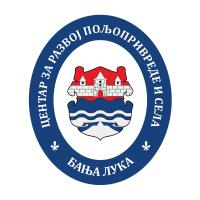 ЦЕНТАР ЗА РАЗВОЈ ПОЉОПРИВРЕДЕ И СЕЛА
БАЊА ЛУКА